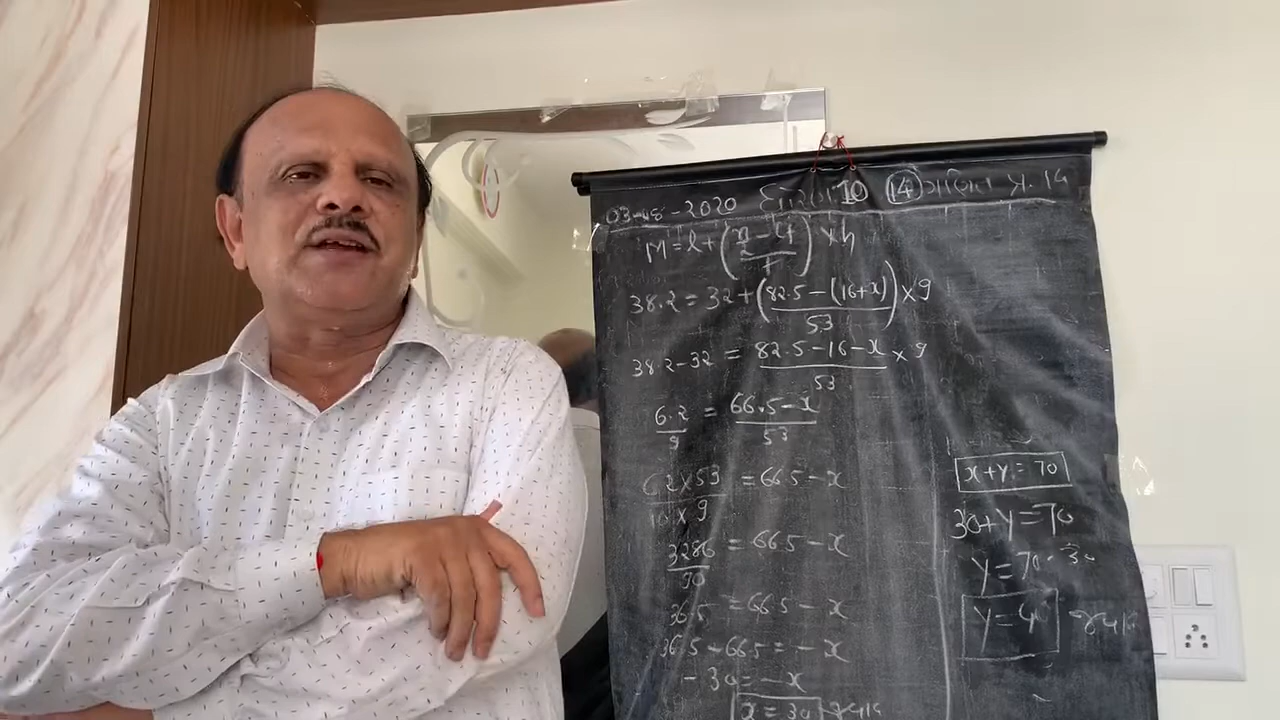 03-08-2020 ધોરણ 10 (14) ગણિત પ્ર. 14
M = l + (n/2 - cf / f) × h
38.2 = 32 + (82.5 - (16+x) / 53) × 9
38.2 - 32 = 82.5 - 16 - x / 53 × 9
6.2 / 9 = 66.5 - x / 53
62 × 53 / 10 × 9 = 66.5 - x
3286 / 90 = 66.5 - x
36.5 = 66.5 - x
36.5 - 66.5 = - x
- 30 = - x
x = 30
x + y = 70
30 + y = 70
y = 70 - 30
y = 40